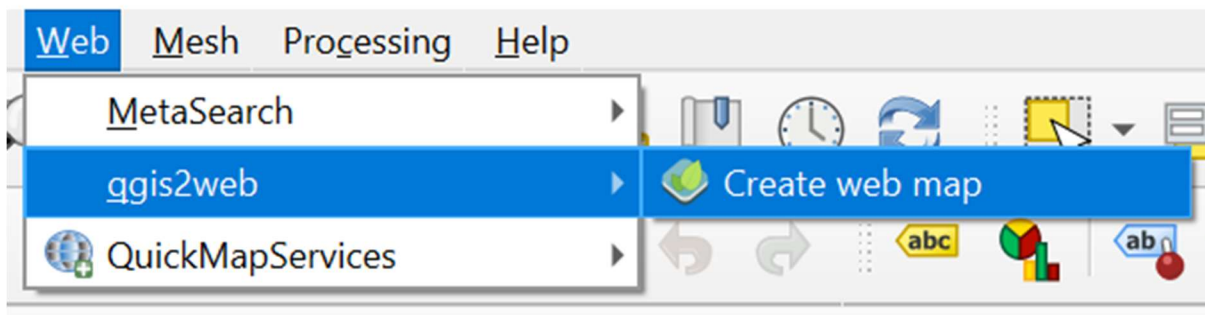 Web Mesh Processing Help
MetaSearch
qgis2web Create web map
QuickMapServices abc ab